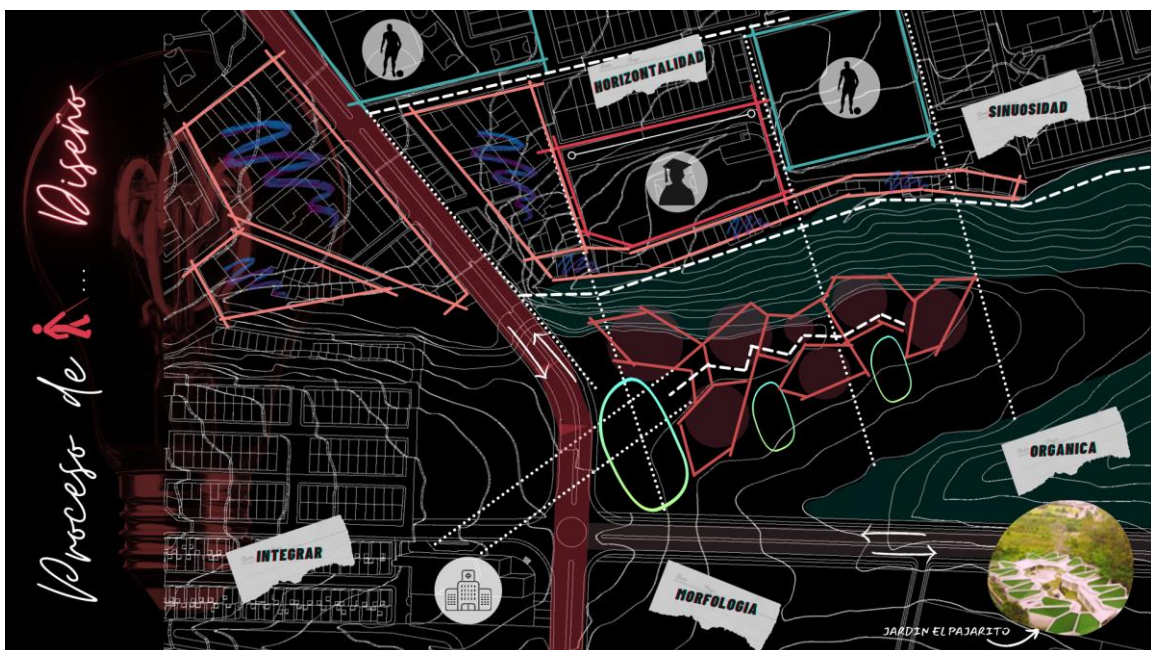 Proceso de ... Diseño
HORIZONTALIDAD
SINUOSIDAD
ORGANICA
INTEGRAR
MORFOLOGIA
JARDIN EL PAJARITO